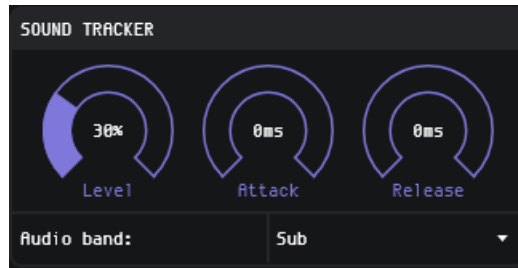 SOUND TRACKER
30% 0ms 0ms
Level Attack Release
Audio band: Sub